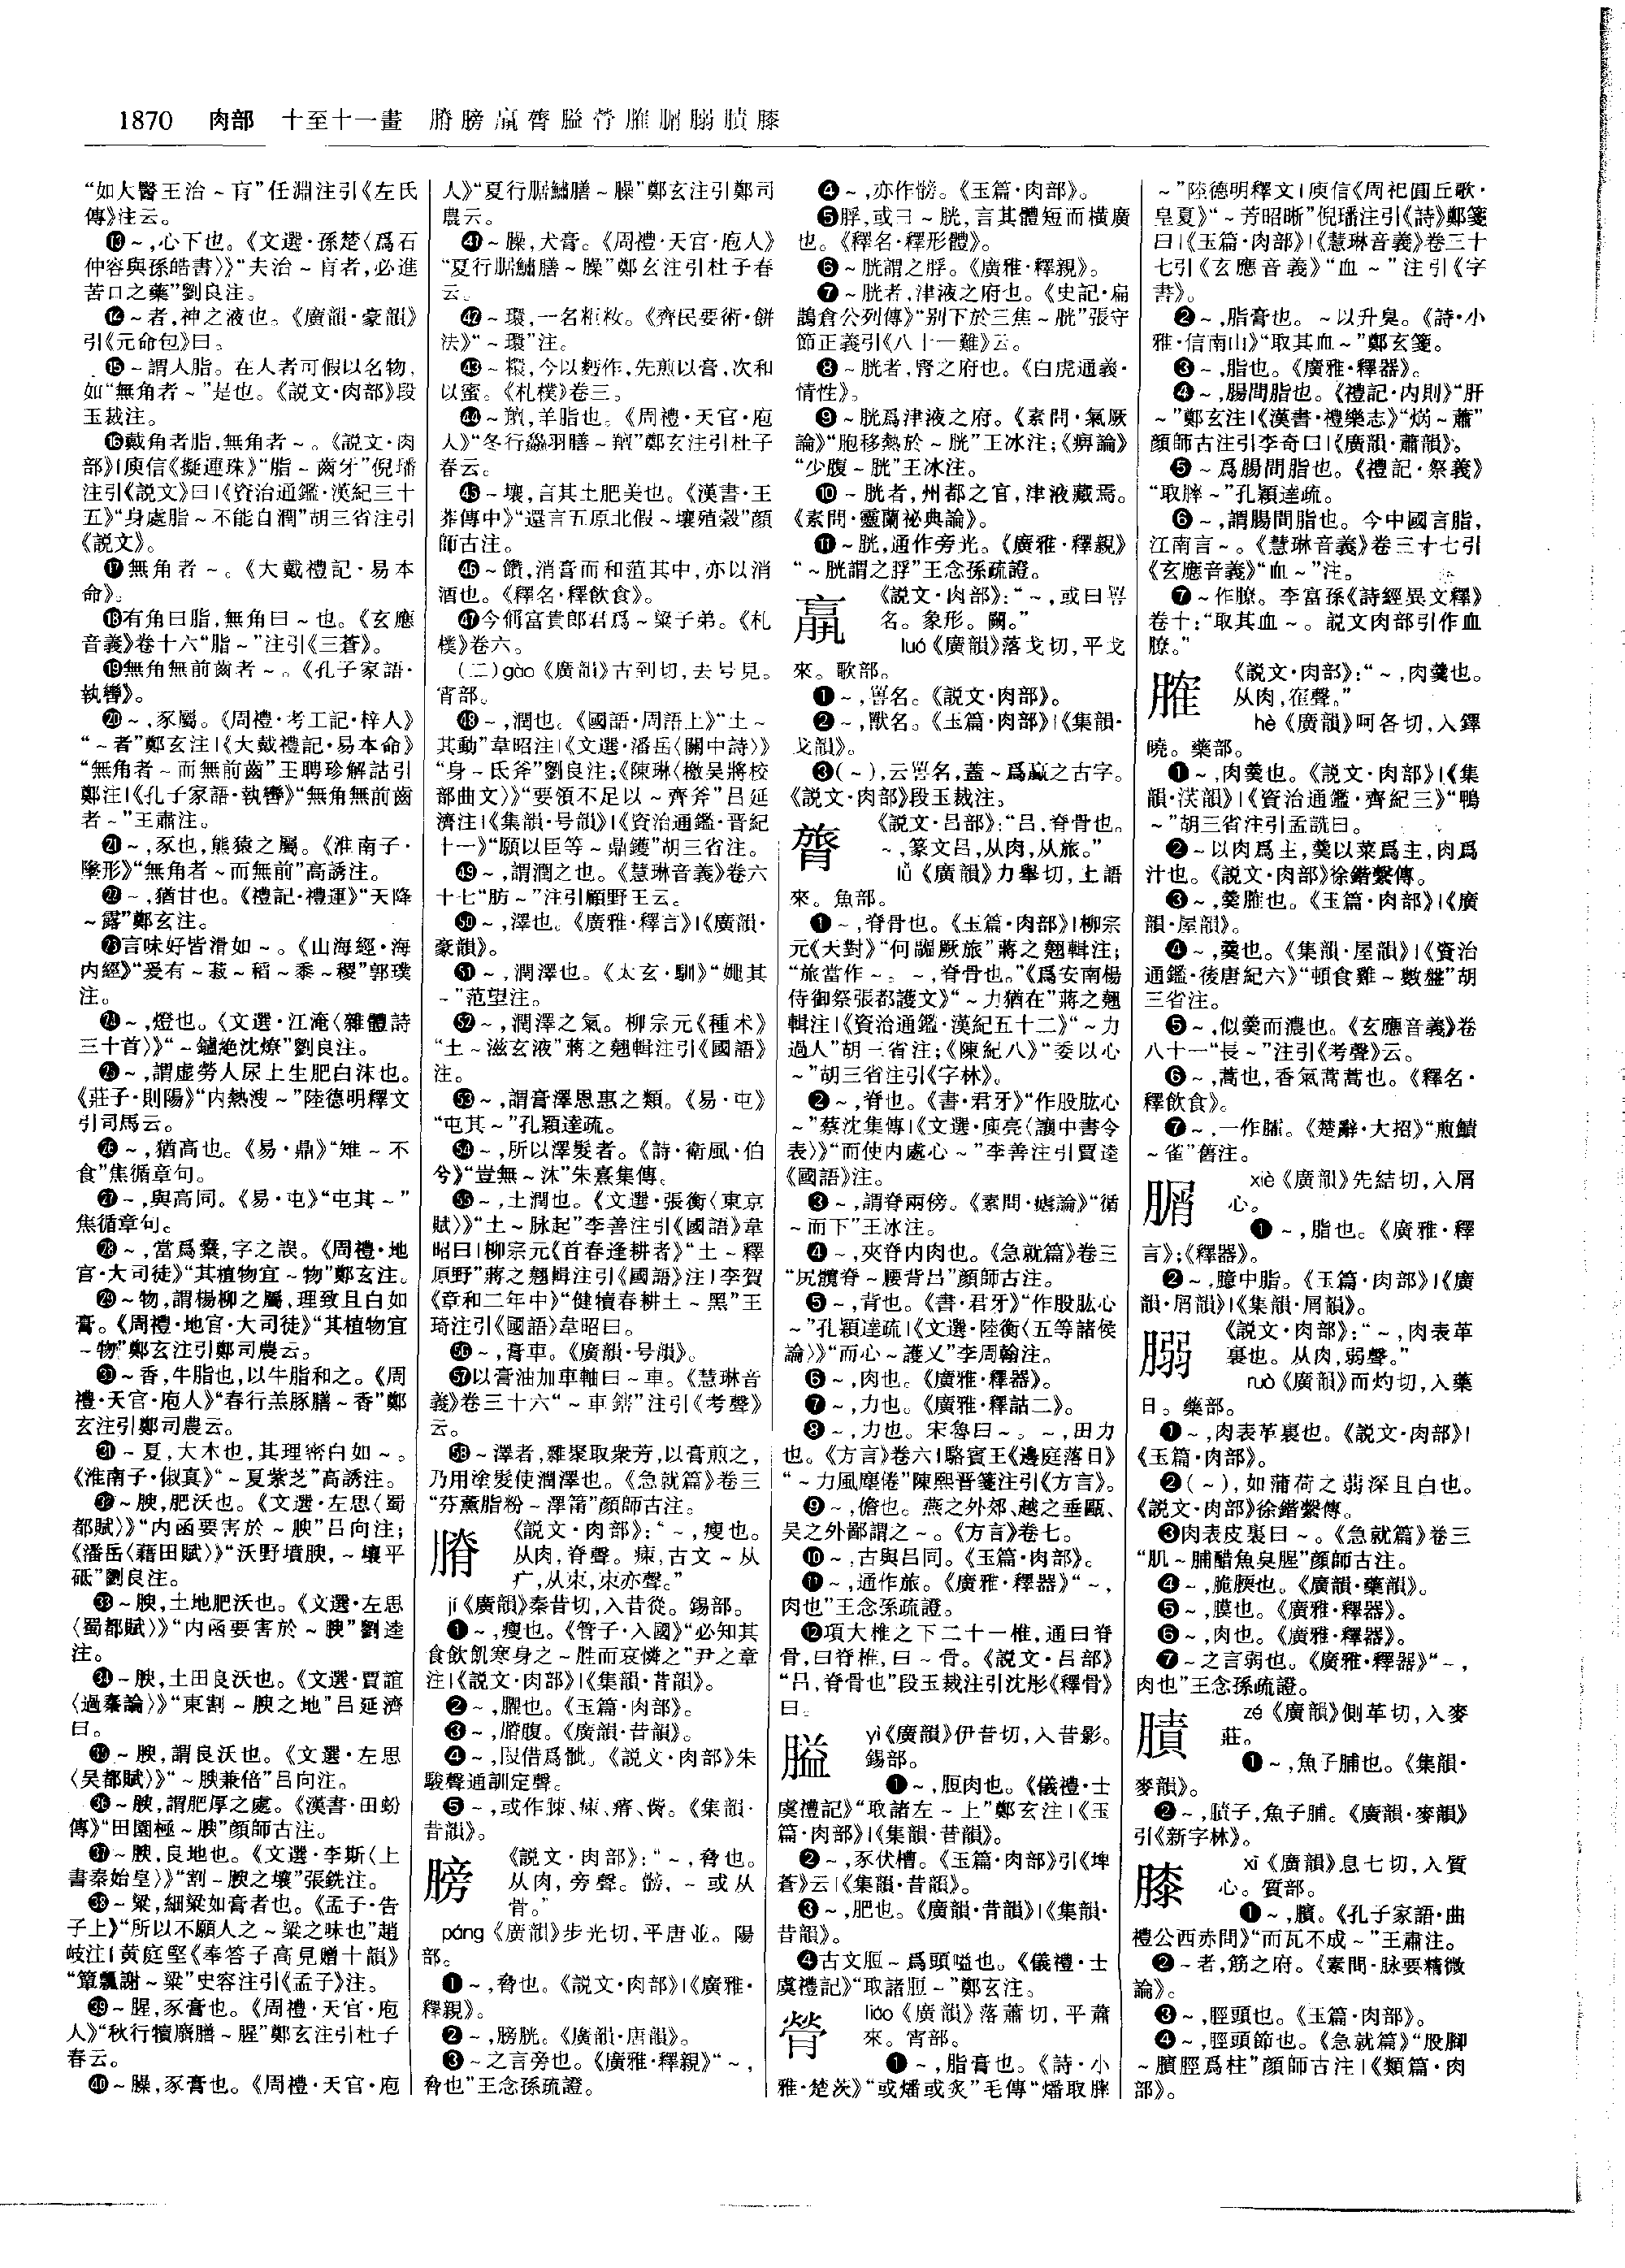 1870 肉部 十至十一畫 膌膀𦝠膂膉膋臛䐑䐞䐣膝
“如大醫王治～肓”任淵注引《左氏
傳》注云。
⓭～,心下也。《文選·孫楚〈爲石
仲容與孫皓書〉》“夫治～肓者,必進
苦口之藥”劉良注。
⓮～者,神之液也。《廣韻·豪韻》
引《元命包》曰。
⓯～謂人脂。在人者可假以名物,
如“無角者～”是也。《説文·肉部》段
玉裁注。
⓰戴角者脂,無角者～。《説文·肉
部》|庾信《擬連珠》“脂～齒牙”倪璠
注引《説文》曰|《資治通鑑·漢紀三十
五》“身處脂～不能自潤”胡三省注引
《説文》。
⓱無角者～。《大戴禮記·易本
命》。
⓲有角曰脂,無角曰～也。《玄應
音義》卷十六“脂～”注引《三蒼》。
⓳無角無前齒者～。《孔子家語·
執轡》。
⓴～,豕屬。《周禮·考工記·梓人》
“～者”鄭玄注|《大戴禮記·易本命》
“無角者～而無前齒”王聘珍解詁引
鄭注|《孔子家語·執轡》“無角無前齒
者～”王肅注。
㉑～,豕也,熊猿之屬。《淮南子·
墬形》“無角者～而無前”高誘注。
㉒～,猶甘也。《禮記·禮運》“天降
～露”鄭玄注。
㉓言味好皆滑如～。《山海經·海
内經》“爰有～菽～稻～黍～稷”郭璞
注。
㉔～,燈也。《文選·江淹〈雜體詩
三十首〉》“～鑪絶沈燎”劉良注。
㉕～,謂虚勞人尿上生肥白沫也。
《莊子·則陽》“内熱溲～”陸德明釋文
引司馬云。
㉖～,猶高也。《易·鼎》“雉～不
食”焦循章句。
㉗～,與高同。《易·屯》“屯其～”
焦循章句。
㉘～,當爲櫜,字之誤。《周禮·地
官·大司徒》“其植物宜～物”鄭玄注。
㉙～物,謂楊柳之屬,理致且白如
膏。《周禮·地官·大司徒》“其植物宜
～物”鄭玄注引鄭司農云。
㉚～香,牛脂也,以牛脂和之。《周
禮·天官·庖人》“春行羔豚膳～香”鄭
玄注引鄭司農云。
㉛～夏,大木也,其理密白如～。
《淮南子·俶真》“～夏紫芝”高誘注。
㉜～腴,肥沃也。《文選·左思〈蜀
都賦〉》“内函要害於～腴”吕向注;
《潘岳〈藉田賦〉》“沃野墳腴,～壤平
砥”劉良注。
㉝～腴,土地肥沃也。《文選·左思
〈蜀都賦〉》“内函要害於～腴”劉逵
注。
㉞～腴,土田良沃也。《文選·賈誼
〈過秦論〉》“東割～腴之地”吕延濟
曰。
㉟～腴,謂良沃也。《文選·左思
〈吴都賦〉》“～腴兼倍”吕向注。
㊱～腴,謂肥厚之處。《漢書·田蚡
傳》“田園極～腴”顔師古注。
㊲～腴,良地也。《文選·李斯〈上
書秦始皇〉》“割～腴之壤”張銑注。
㊳～粱,細粱如膏者也。《孟子·告
子上》“所以不願人之～粱之味也”趙
岐注|黄庭堅《奉答子高見贈十韻》
“簞瓢謝～粱”史容注引《孟子》注。
㊴～腥,豕膏也。《周禮·天官·庖
人》“秋行犢麛膳～腥”鄭玄注引杜子
春云。
㊵～臊,豕膏也。《周禮·天官·庖
人》“夏行腒鱐膳～臊”鄭玄注引鄭司
農云。
㊶～臊,犬膏。《周禮·天官·庖人》
“夏行腒鱐膳～臊”鄭玄注引杜子春
云。
㊷～環,一名粔籹。《齊民要術·餅
法》“～環”注。
㊸～糫,今以麪作,先煎以膏,次和
以蜜。《札樸》卷三。
㊹～羶,羊脂也。《周禮·天官·庖
人》“冬行鱻羽膳～羶”鄭玄注引杜子
春云。
㊺～壤,言其土肥美也。《漢書·王
莽傳中》“還言五原北假～壤殖穀”顔
師古注。
㊻～饡,消膏而和菹其中,亦以消
酒也。《釋名·釋飲食》。
㊼今俩富貴郎君爲～粱子弟。《札
樸》卷六。
(二)gào《廣韻》古到切,去号見。
宵部。
㊽～,潤也。《國語·周語上》“土～
其動”韋昭注|《文選·潘岳〈關中詩〉》
“身～氐斧”劉良注;《陳琳〈檄吴將校
部曲文〉》“要領不足以～齊斧”吕延
濟注|《集韻·号韻》|《資治通鑑·晋紀
十一》“願以臣等～鼎鑊”胡三省注。
㊾～,謂潤之也。《慧琳音義》卷六
十七“肪～”注引顧野王云。
㊿～,澤也。《廣雅·釋言》|《廣韻·
豪韻》。
51～,潤澤也。《太玄·馴》“娓其
～”范望注。
52～,潤澤之氣。柳宗元《種术》
“土～滋玄液”蔣之翹輯注引《國語》
注。
53～,謂膏澤恩惠之類。《易·屯》
“屯其～”孔穎達疏。
54～,所以澤髮者。《詩·衛風·伯
兮》“豈無～沐”朱熹集傳。
55～,土潤也。《文選·張衡〈東京
賦〉》“土～脉起”李善注引《國語》韋
昭曰|柳宗元《首春逢耕者》“土～釋
原野”蔣之翹輯注引《國語》注|李賀
《章和二年中》“健犢春耕土～黑”王
琦注引《國語》韋昭曰。
56～,膏車。《廣韻·号韻》。
57以膏油加車軸曰～車。《慧琳音
義》卷三十六“～車鎋”注引《考聲》
云。
58～澤者,雜聚取衆芳,以膏煎之,
乃用塗髮使潤澤也。《急就篇》卷三
“芬薰脂粉～澤筩”顔師古注。
膌 《説文·肉部》:“～,瘦也。
从肉,脊聲。𤷃,古文～从
疒,从朿,朿亦聲。”
jí《廣韻》秦昔切,入昔從。錫部。
❶～,瘦也。《管子·入國》“必知其
食飲飢寒身之～胜而哀憐之”尹之章
注|《説文·肉部》|《集韻·昔韻》。
❷～,臞也。《玉篇·肉部》。
❸～,膌腹。《廣韻·昔韻》。
❹～,叚借爲骴。《説文·肉部》朱
駿聲通訓定聲。
❺～,或作𦙫、𤷃、瘠、㾊。《集韻·
昔韻》。
膀 《説文·肉部》:“～,脅也。
从肉,旁聲。髈,～或从
骨。”
páng《廣韻》步光切,平唐並。陽
部。
❶～,脅也。《説文·肉部》|《廣雅·
釋親》。
❷～,膀胱。《廣韻·唐韻》。
❸～之言旁也。《廣雅·釋親》“～,
脅也”王念孫疏證。
❹～,亦作髈。《玉篇·肉部》。
❺脬,或曰～胱,言其體短而橫廣
也。《釋名·釋形體》。
❻～胱謂之脬。《廣雅·釋親》。
❼～胱者,津液之府也。《史記·扁
鵲倉公列傳》“别下於三焦～胱”張守
節正義引《八十一難》云。
❽～胱者,腎之府也。《白虎通義·
情性》。
❾～胱爲津液之府。《素問·氣厥
論》“胞移熱於～胱”王冰注;《痹論》
“少腹～胱”王冰注。
❿～胱者,州都之官,津液藏焉。
《素問·靈蘭祕典論》。
⓫～胱,通作旁光。《廣雅·釋親》
“～胱謂之脬”王念孫疏證。
𦝠 《説文·肉部》:“～,或曰嘼
名。象形。闕。”
luó《廣韻》落戈切,平戈
來。歌部。
❶～,嘼名。《説文·肉部》。
❷～,獸名。《玉篇·肉部》|《集韻·
戈韻》。
❸(～),云嘼名,蓋～爲蠃之古字。
《説文·肉部》段玉裁注。
膂 《説文·吕部》:“吕,脊骨也。
～,篆文吕,从肉,从旅。”
lǚ《廣韻》力舉切,上語
來。魚部。
❶～,脊骨也。《玉篇·肉部》|柳宗
元《天對》“何讁厥旅”蔣之翹輯注;
“旅當作～。～,脊骨也。”《爲安南楊
侍御祭張都護文》“～力猶在”蔣之翹
輯注|《資治通鑑·漢紀五十二》“～力
過人”胡三省注;《陳紀八》“委以心
～”胡三省注引《字林》。
❷～,脊也。《書·君牙》“作股肱心
～”蔡沈集傳|《文選·庾亮〈讓中書令
表〉》“而使内處心～”李善注引賈逵
《國語》注。
❸～,謂脊兩傍。《素問·瘧論》“循
～而下”王冰注。
❹～,夾脊内肉也。《急就篇》卷三
“尻髖脊～腰背吕”顔師古注。
❺～,背也。《書·君牙》“作股肱心
～”孔穎達疏|《文選·陸衡〈五等諸侯
論〉》“而心～護乂”李周翰注。
❻～,肉也。《廣雅·釋器》。
❼～,力也。《廣雅·釋詁二》。
❽～,力也。宋魯曰～。～,田力
也。《方言》卷六|駱賓王《邊庭落日》
“～力風塵倦”陳熙晋箋注引《方言》。
❾～,儋也。燕之外郊、越之垂甌、
吴之外鄙謂之～。《方言》卷七。
❿～,古與吕同。《玉篇·肉部》。
⓫～,通作旅。《廣雅·釋器》“～,
肉也”王念孫疏證。
⓬項大椎之下二十一椎,通曰脊
骨,曰脊椎,曰～骨。《説文·吕部》
“吕,脊骨也”段玉裁注引沈彤《釋骨》
曰。
膉 yì《廣韻》伊昔切,入昔影。
錫部。
❶～,脰肉也。《儀禮·士
虞禮記》“取諸左～上”鄭玄注|《玉
篇·肉部》|《集韻·昔韻》。
❷～,豕伏槽。《玉篇·肉部》引《埤
蒼》云|《集韻·昔韻》。
❸～,肥也。《廣韻·昔韻》|《集韻·
昔韻》。
❹古文脰～爲頭嗌也。《儀禮·士
虞禮記》“取諸脰～”鄭玄注。
膋 liáo《廣韻》落蕭切,平蕭
來。宵部。
❶～,脂膏也。《詩·小
雅·楚茨》“或燔或炙”毛傳“燔取膟
～”陸德明釋文|庾信《周祀圓丘歌·
皇夏》“～芳昭晰”倪璠注引《詩》鄭箋
曰|《玉篇·肉部》|《慧琳音義》卷三十
七引《玄應音義》“血～”注引《字
書》。
❷～,脂膏也。～以升臭。《詩·小
雅·信南山》“取其血～”鄭玄箋。
❸～,脂也。《廣雅·釋器》。
❹～,腸間脂也。《禮記·内則》“肝
～”鄭玄注|《漢書·禮樂志》“焫～蕭”
顔師古注引李奇曰|《廣韻·蕭韻》。
❺～爲腸間脂也。《禮記·祭義》
“取膟～”孔穎達疏。
❻～,謂腸間脂也。今中國言脂,
江南言～。《慧琳音義》卷三十七引
《玄應音義》“血～”注。
❼～作膫。李富孫《詩經異文釋》
卷十:“取其血～。説文肉部引作血
膫。”
䐨 《説文·肉部》:“～,肉羹也。
从肉,隺聲。”
hè《廣韻》呵各切,入鐸
曉。藥部。
❶～,肉羹也。《説文·肉部》|《集
韻·沃韻》|《資治通鑑·齊紀三》“鴨
～”胡三省注引孟詵曰。
❷～以肉爲主,羹以菜爲主,肉爲
汁也。《説文·肉部》徐鍇繫傳。
❸～,羹臛也。《玉篇·肉部》|《廣
韻·屋韻》。
❹～,羹也。《集韻·屋韻》|《資治
通鑑·後唐紀六》“頓食雞～數盤”胡
三省注。
❺～,似羹而濃也。《玄應音義》卷
八十一“長～”注引《考聲》云。
❻～,蒿也,香氣蒿蒿也。《釋名·
釋飲食》。
❼～,一作𦞦。《楚辭·大招》“煎鰿
～雀”舊注。
䐑 xiè《廣韻》先結切,入屑
心。
❶～,脂也。《廣雅·釋
言》;《釋器》。
❷～,臆中脂。《玉篇·肉部》|《廣
韻·屑韻》|《集韻·屑韻》。
䐞 《説文·肉部》:“～,肉表革
裏也。从肉,弱聲。”
ruò《廣韻》而灼切,入藥
日。藥部。
❶～,肉表革裏也。《説文·肉部》|
《玉篇·肉部》。
❷(～),如蒲荷之蒻深且白也。
《説文·肉部》徐鍇繫傳。
❸肉表皮裏曰～。《急就篇》卷三
“肌～脯醋魚臭腥”顔師古注。
❹～,脆腴也。《廣韻·藥韻》。
❺～,膜也。《廣雅·釋器》。
❻～,肉也。《廣雅·釋器》。
❼～之言弱也。《廣雅·釋器》“～,
肉也”王念孫疏證。
䐣 zé《廣韻》側革切,入麥
莊。
❶～,魚子脯也。《集韻·
麥韻》。
❷～,䐣子,魚子脯。《廣韻·麥韻》
引《新字林》。
膝 xī《廣韻》息七切,入質
心。質部。
❶～,臏。《孔子家語·曲
禮公西赤問》“而瓦不成～”王肅注。
❷～者,筋之府。《素問·脉要精微
論》。
❸～,脛頭也。《玉篇·肉部》。
❹～,脛頭節也。《急就篇》“股脚
～臏脛爲柱”顔師古注|《類篇·肉
部》。